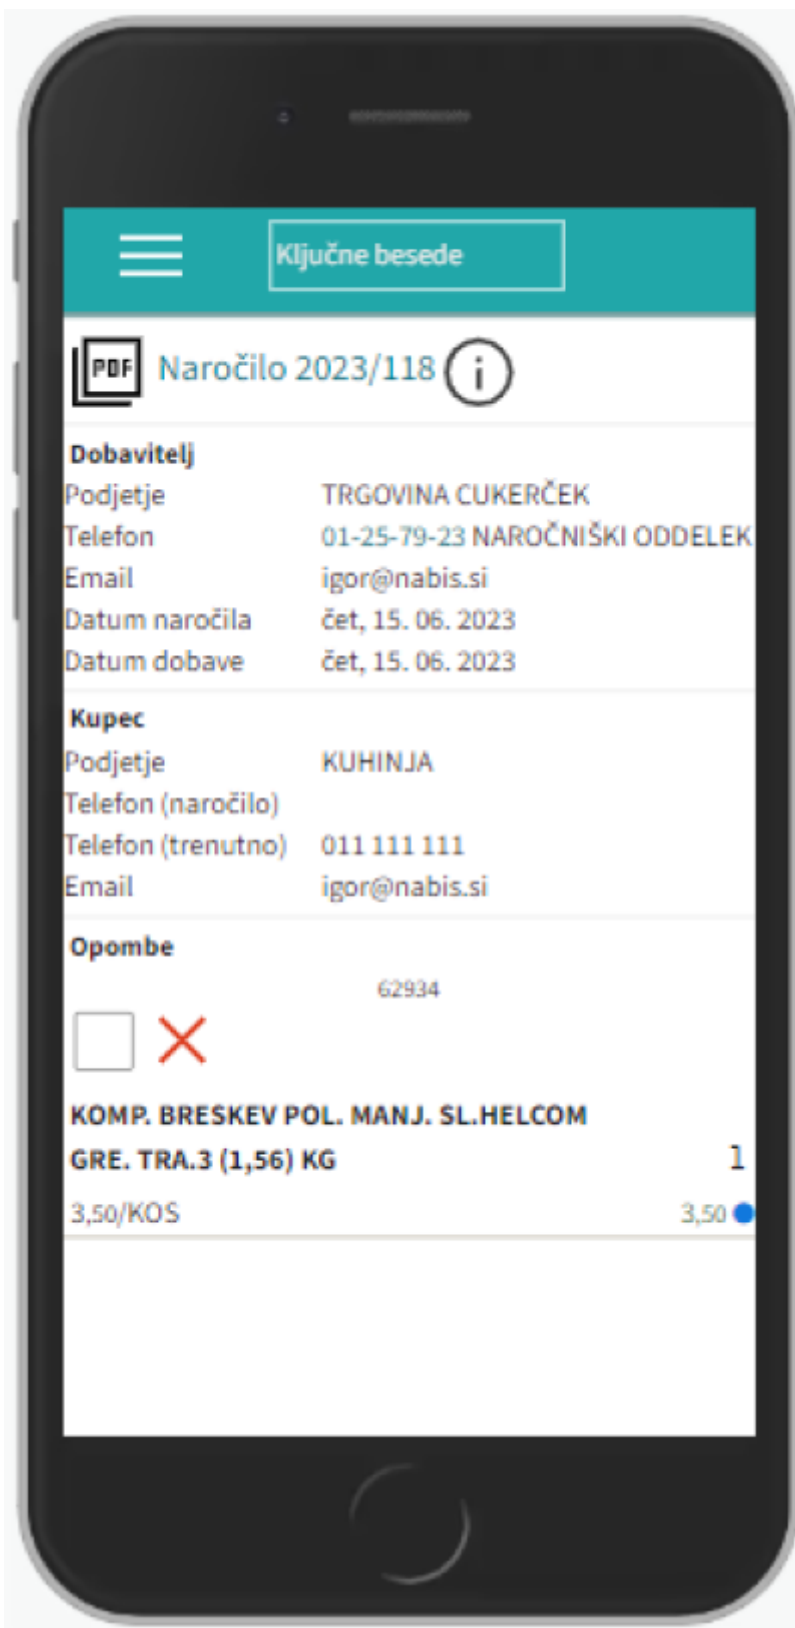 Ključne besede
PDF Naročilo 2023/118 i
Dobavitelj
Podjetje TRGOVINA CUKERČEK
Telefon 01-25-79-23 NAROČNIŠKI ODDELEK
Email igor@nabis.si
Datum naročila čet, 15. 06. 2023
Datum dobave čet, 15. 06. 2023
Kupec
Podjetje KUHINJA
Telefon (naročilo)
Telefon (trenutno) 011 111 111
Email igor@nabis.si
Opombe
62934
KOMP. BRESKEV POL. MANJ. SL.HELCOM
GRE. TRA.3 (1,56) KG 1
3,50/KOS 3,50